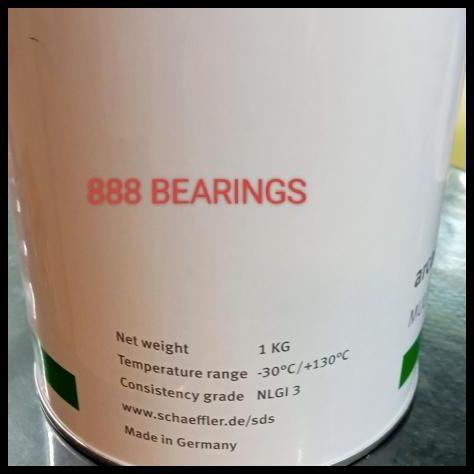 888 BEARINGS
Net weight 1 KG
Temperature range -30°C/+130°C
Consistency grade NLGI 3
www.schaeffler.de/sds
Made in Germany